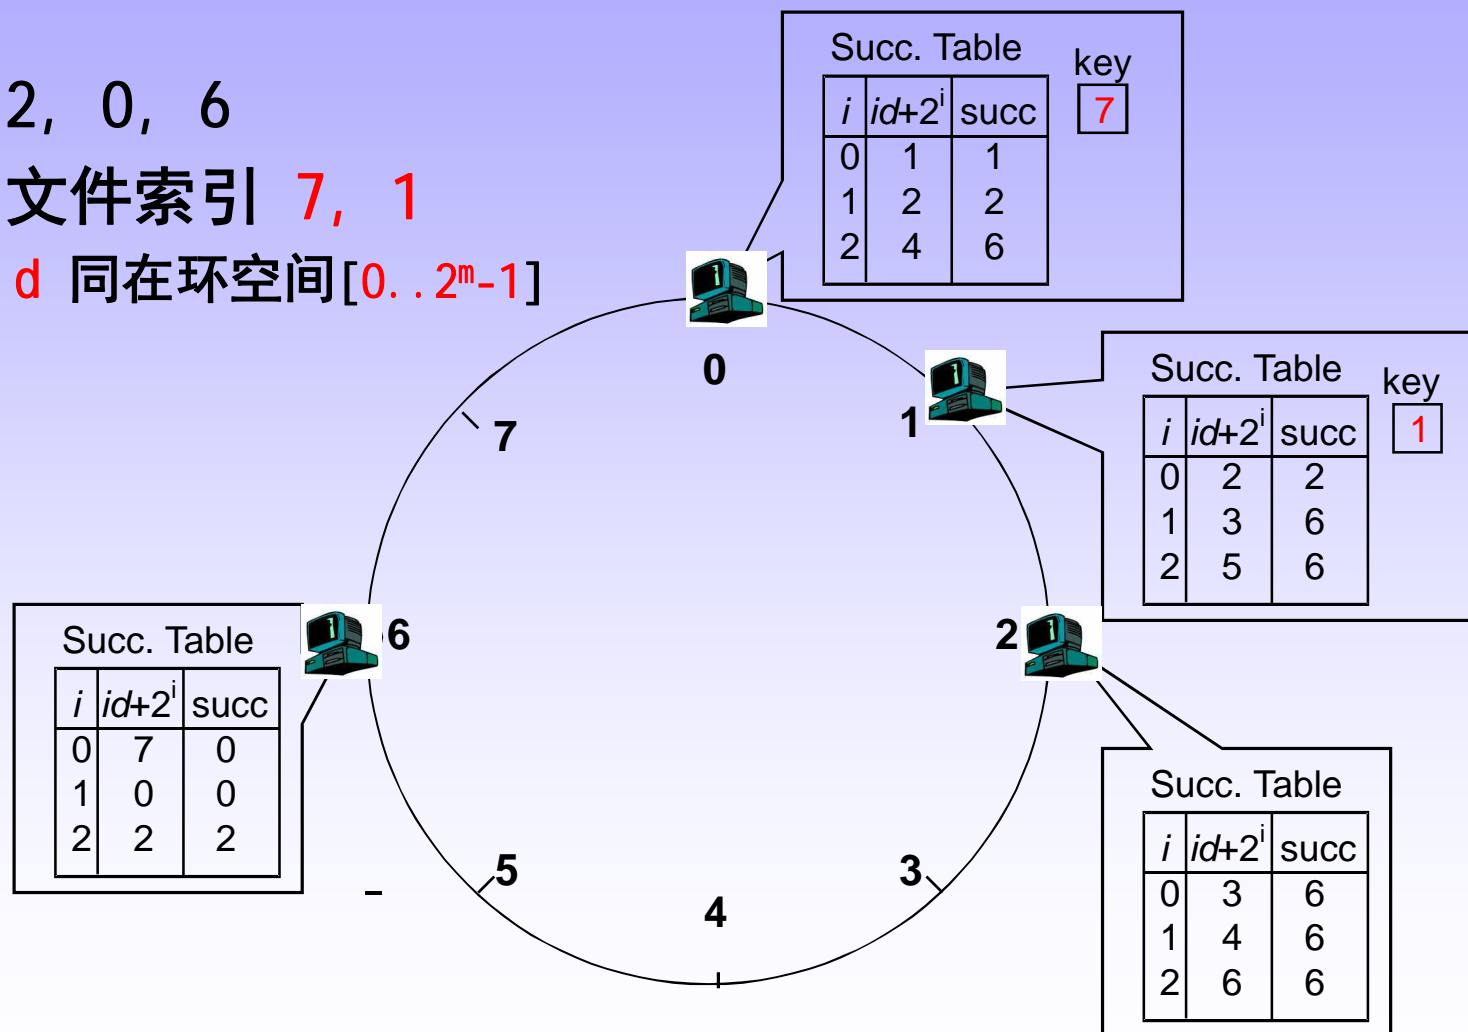 2, 0, 6
文件索引 7, 1
d 同在环空间[0..2ᵐ-1]
Succ. Table
key
7
i id+2ⁱ succ
0 1 1
1 2 2
2 4 6
0
1
2
3
4
5
6
7
Succ. Table
key
1
i id+2ⁱ succ
0 2 2
1 3 6
2 5 6
Succ. Table
i id+2ⁱ succ
0 7 0
1 0 0
2 2 2
Succ. Table
i id+2ⁱ succ
0 3 6
1 4 6
2 6 6